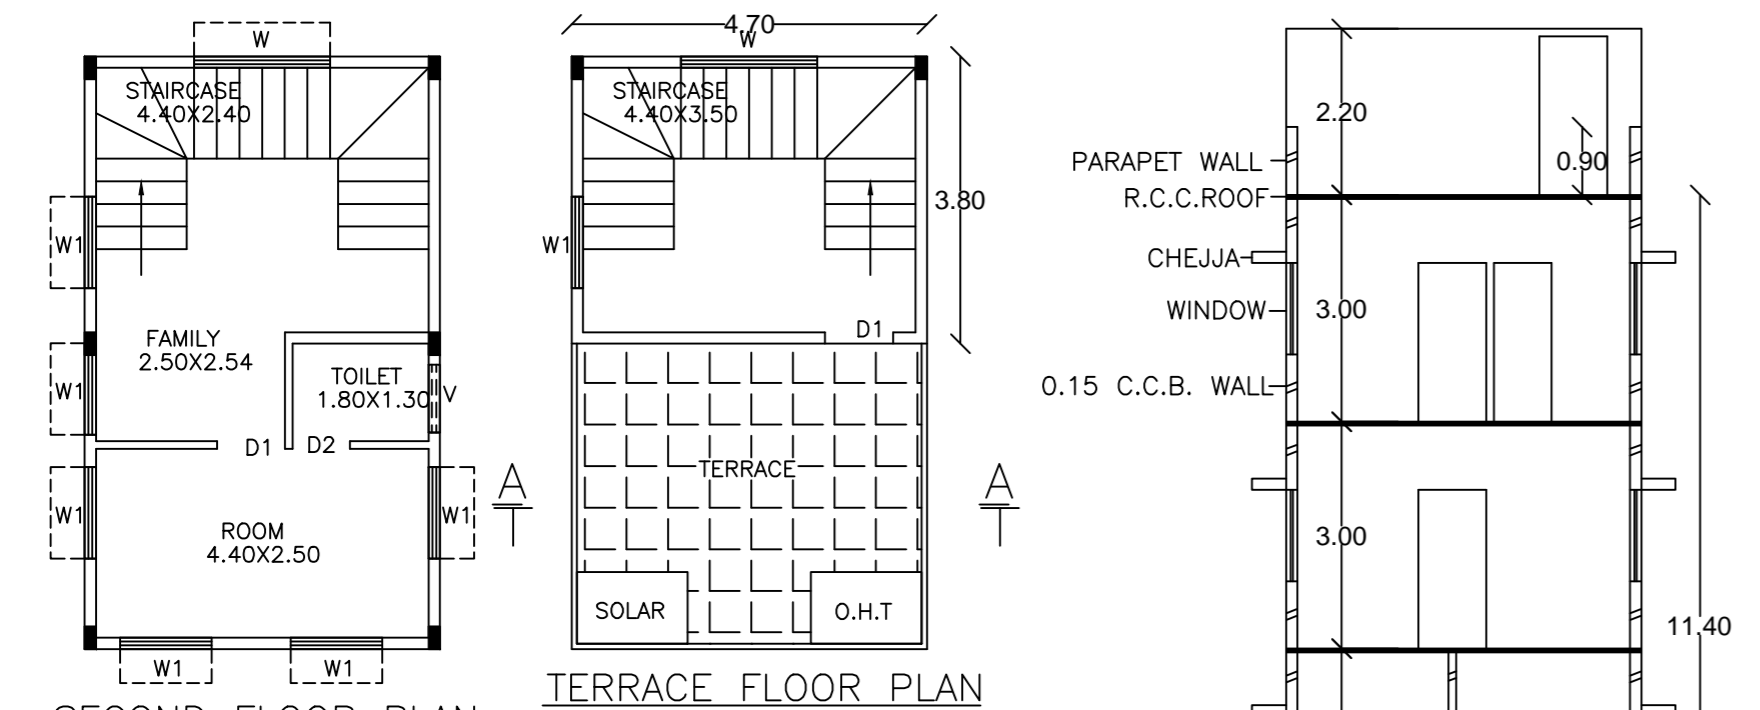 W
STAIRCASE
4.40X2.40
W1
FAMILY
2.50X2.54
TOILET
1.80X1.30
V
W1
D1
D2
W1
ROOM
4.40X2.50
W1
W1
W1
SECOND FLOOR PLAN
A
4.70
W
STAIRCASE
4.40X3.50
3.80
W1
D1
TERRACE
A
SOLAR
O.H.T
TERRACE FLOOR PLAN
2.20
PARAPET WALL
0.90
R.C.C.ROOF
CHEJJA
WINDOW
3.00
0.15 C.C.B. WALL
3.00
11.40